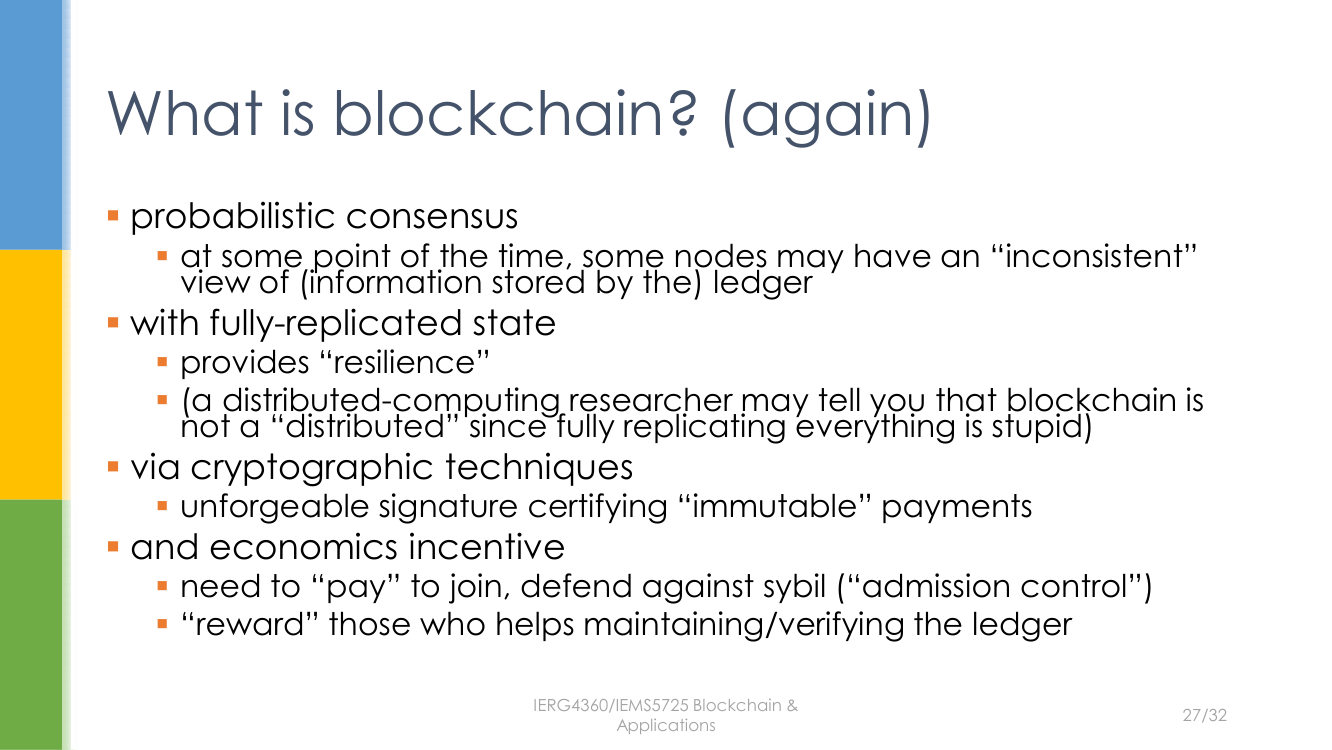 What is blockchain? (again)
▪ probabilistic consensus
▪ at some point of the time, some nodes may have an “inconsistent”
view of (information stored by the) ledger
▪ with fully-replicated state
▪ provides “resilience”
▪ (a distributed-computing researcher may tell you that blockchain is
not a “distributed” since fully replicating everything is stupid)
▪ via cryptographic techniques
▪ unforgeable signature certifying “immutable” payments
▪ and economics incentive
▪ need to “pay” to join, defend against sybil (“admission control”)
▪ “reward” those who helps maintaining/verifying the ledger
IERG4360/IEMS5725 Blockchain &
Applications
27/32